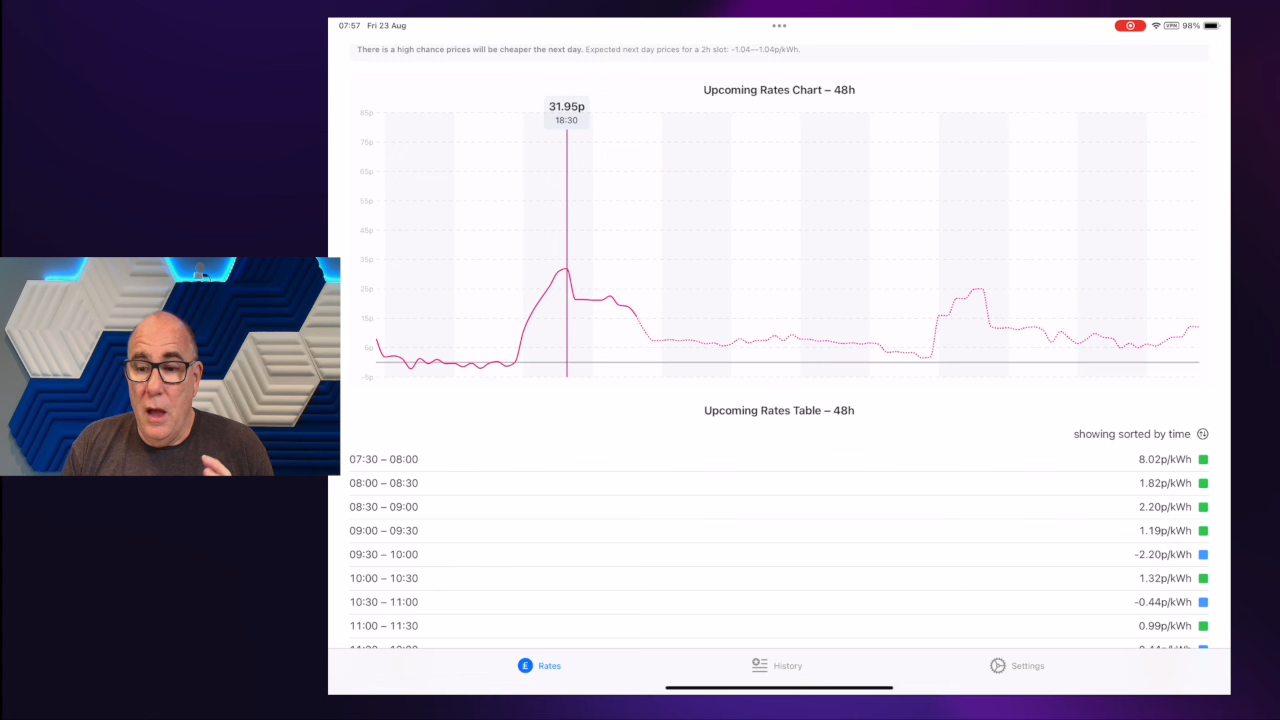 07:57 Fri 23 Aug
VPN 98%
There is a high chance prices will be cheaper the next day. Expected next day prices for a 2h slot: -1.04–-1.04p/kWh.
Upcoming Rates Chart – 48h
31.95p
18:30
85p
75p
65p
55p
45p
35p
25p
15p
5p
-5p
Upcoming Rates Table – 48h
showing sorted by time
07:30 – 08:00 8.02p/kWh
08:00 – 08:30 1.82p/kWh
08:30 – 09:00 2.20p/kWh
09:00 – 09:30 1.19p/kWh
09:30 – 10:00 -2.20p/kWh
10:00 – 10:30 1.32p/kWh
10:30 – 11:00 -0.44p/kWh
11:00 – 11:30 0.99p/kWh
£ Rates
History
Settings